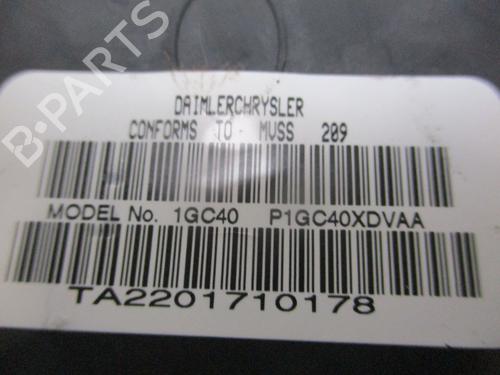 DAIMLERCHRYSLER
CONFORMS TO MVSS 209
MODEL No. 1GC40 P1GC40XDVAA
TA2201710178
B-PARTS